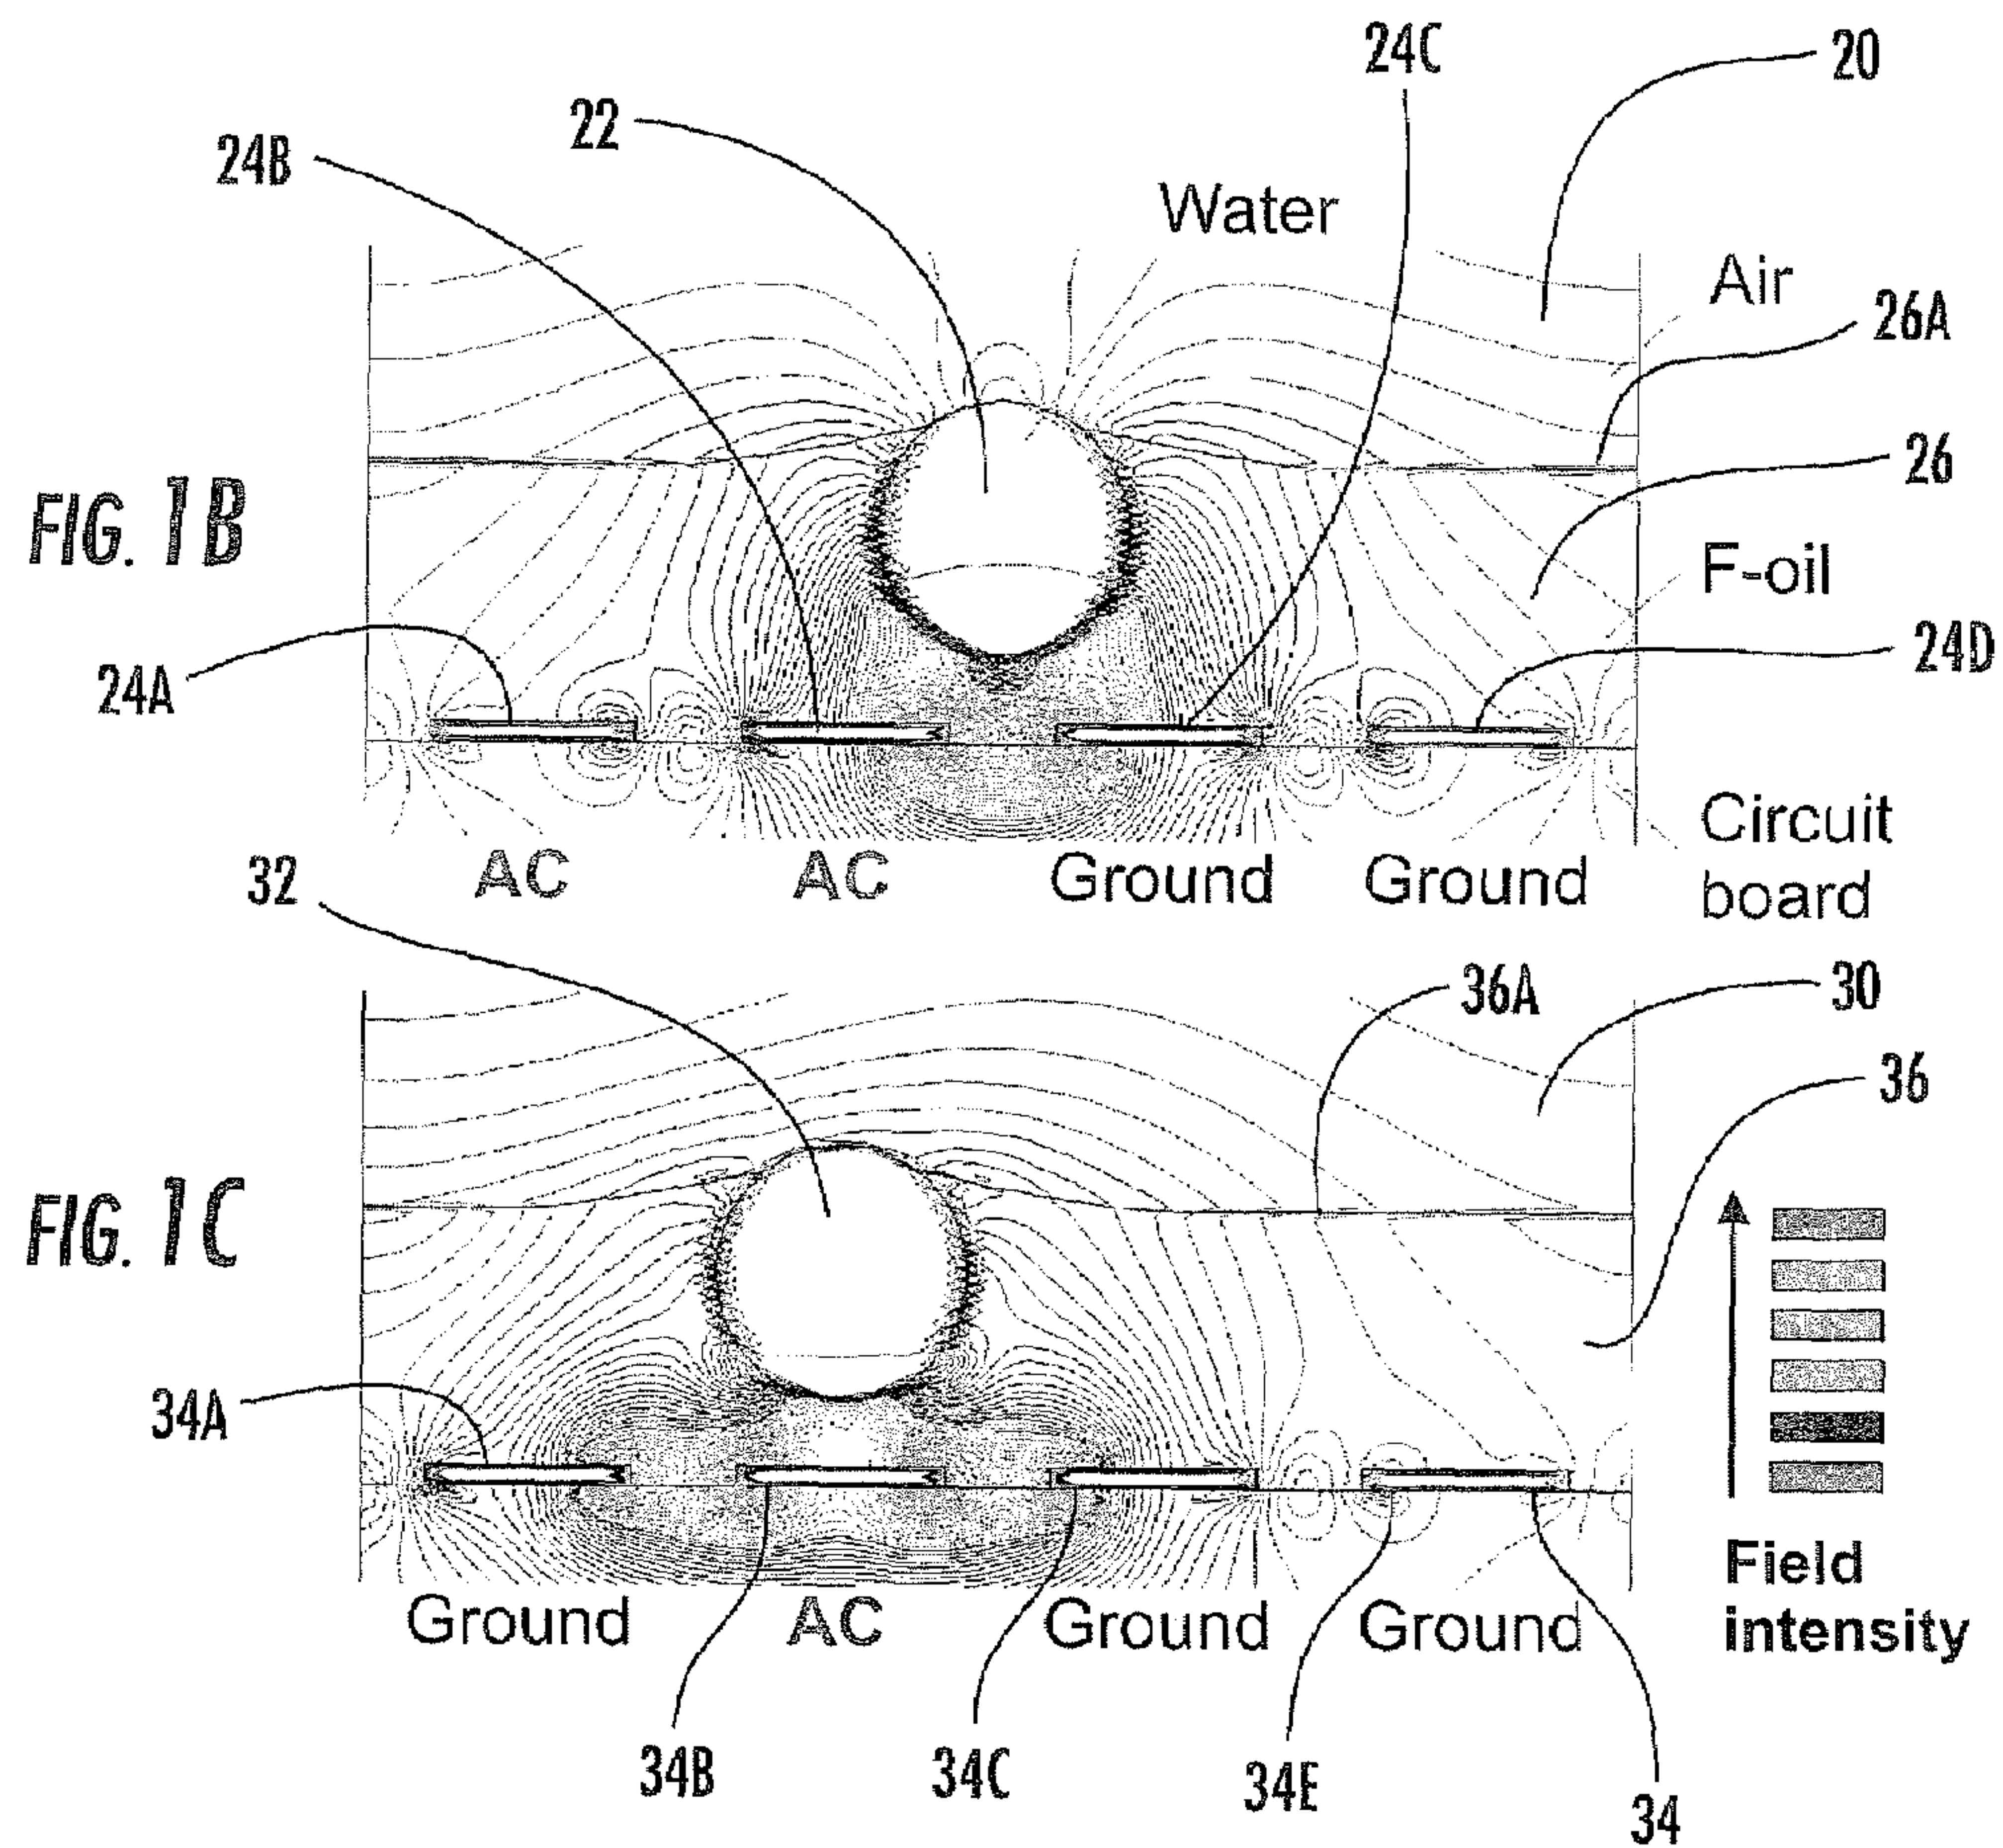 24C
20
22
24B
Water
Air
26A
26
FIG. 1B
F-oil
24D
24A
Circuit
board
AC
AC
Ground
Ground
32
36A
30
36
FIG. 1C
34A
Field
intensity
Ground
AC
Ground
Ground
34B
34C
34E
34